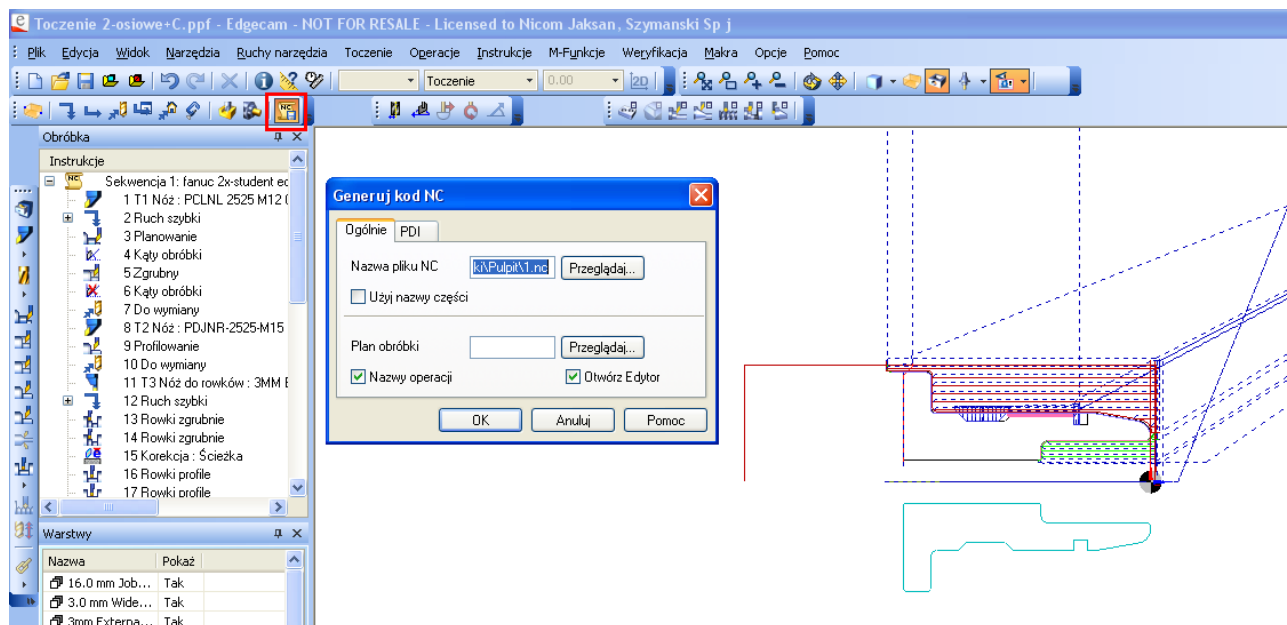 Toczenie 2-osiowe+C.ppf - Edgecam - NOT FOR RESALE - Licensed to Nicom Jaksan, Szymanski Sp j
Plik Edycja Widok Narzędzia Ruchy narzędzia Toczenie Operacje Instrukcje M-Funkcje Weryfikacja Makra Opcje Pomoc
Toczenie 0.00 2D
NC
Obróbka
Instrukcje
Sekwencja 1: fanuc 2x-student ec
1 T1 Nóż : PCLNL 2525 M12
2 Ruch szybki
3 Planowanie
4 Kąty obróbki
5 Zgrubny
6 Kąty obróbki
7 Do wymiany
8 T2 Nóż : PDJNR-2525-M15
9 Profilowanie
10 Do wymiany
11 T3 Nóż do rowków : 3MM
12 Ruch szybki
13 Rowki zgrubnie
14 Rowki zgrubnie
15 Korekcja : Ścieżka
16 Rowki profile
17 Rowki profile
Warstwy
Nazwa Pokaż
16.0 mm Job... Tak
3.0 mm Wide... Tak
3mm Externa... Tak
Generuj kod NC
Ogólnie PDI
Nazwa pliku NC ki\Pulpit\1.nc Przeglądaj...
Użyj nazwy części
Plan obróbki Przeglądaj...
Nazwy operacji Otwórz Edytor
OK Anuluj Pomoc